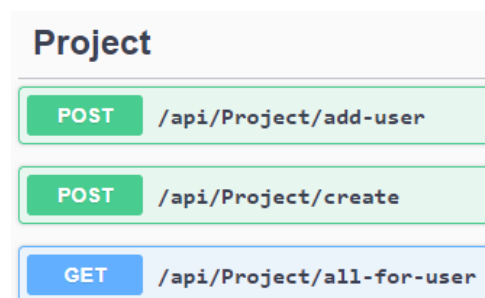 Project
POST /api/Project/add-user
POST /api/Project/create
GET /api/Project/all-for-user